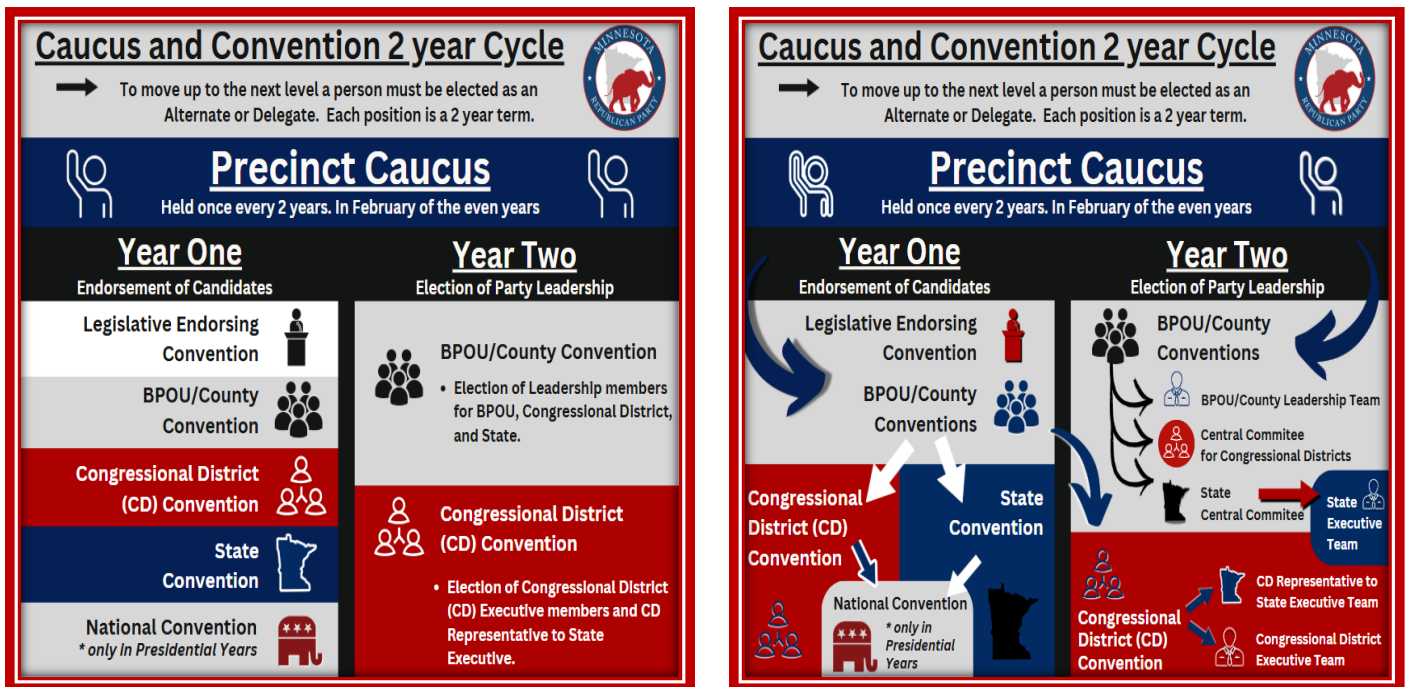 Caucus and Convention 2 year Cycle
To move up to the next level a person must be elected as an
Alternate or Delegate. Each position is a 2 year term.
MINNESOTA
REPUBLICAN PARTY
Precinct Caucus
Held once every 2 years. In February of the even years
Year One
Endorsement of Candidates
Legislative Endorsing
Convention
BPOU/County
Convention
Congressional District
(CD) Convention
State
Convention
National Convention
* only in Presidential Years
Year Two
Election of Party Leadership
BPOU/County Convention
• Election of Leadership members
for BPOU, Congressional District,
and State.
Congressional District
(CD) Convention
• Election of Congressional District
(CD) Executive members and CD
Representative to State
Executive.
Caucus and Convention 2 year Cycle
To move up to the next level a person must be elected as an
Alternate or Delegate. Each position is a 2 year term.
MINNESOTA
REPUBLICAN PARTY
Precinct Caucus
Held once every 2 years. In February of the even years
Year One
Endorsement of Candidates
Legislative Endorsing
Convention
BPOU/County
Conventions
Congressional
District (CD)
Convention
State
Convention
National Convention
* only in
Presidential
Years
Year Two
Election of Party Leadership
BPOU/County
Conventions
BPOU/County Leadership Team
Central Commitee
for Congressional Districts
State
Central Commitee
State
Executive
Team
Congressional
District (CD)
Convention
CD Representative to
State Executive Team
Congressional District
Executive Team